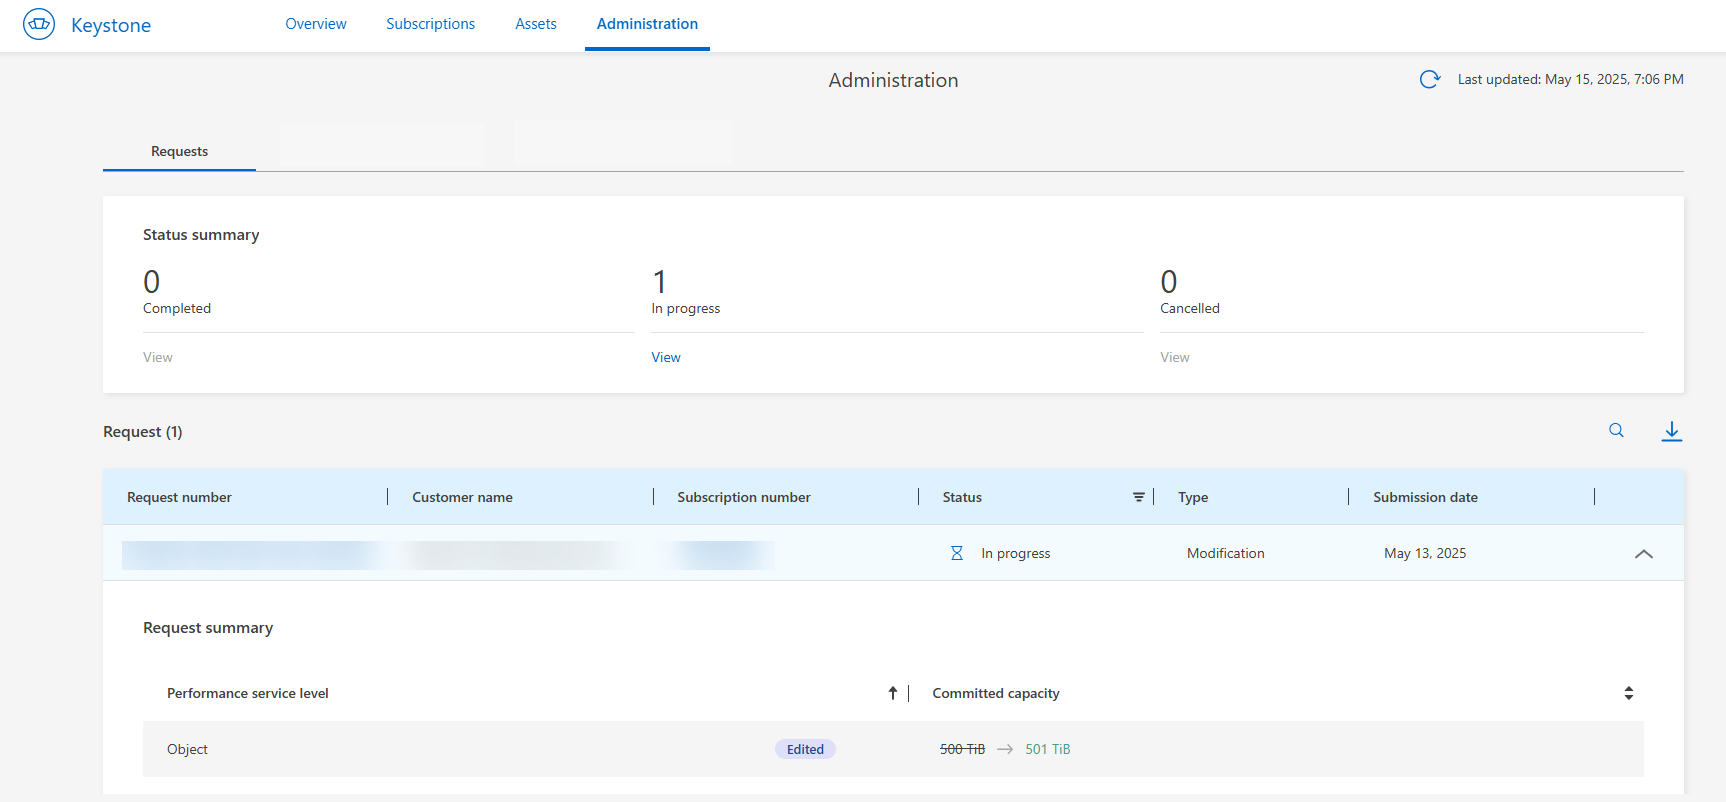 Keystone
Overview Subscriptions Assets Administration
Administration
Last updated: May 15, 2025, 7:06 PM
Requests
Status summary
0 1 0
Completed In progress Cancelled
View View View
Request (1)
Request number Customer name Subscription number Status Type Submission date
In progress Modification May 13, 2025
Request summary
Performance service level Committed capacity
Object Edited 500 TiB → 501 TiB